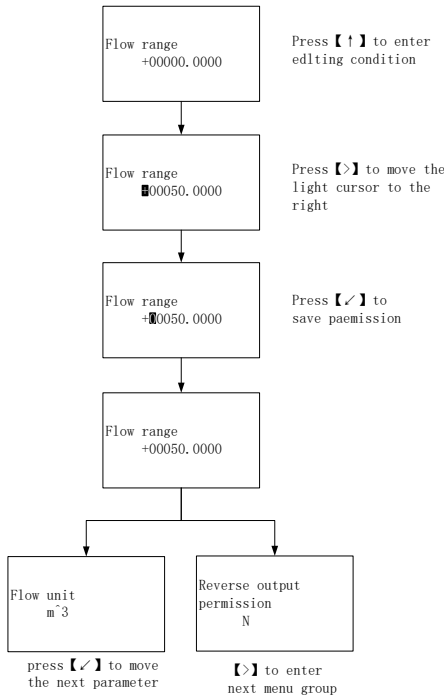 Flow range
+00000.0000
Press【↑】to enter
edlting condition
Flow range
+00050.0000
Press【>】to move the
light cursor to the
right
Flow range
+00050.0000
Press【↙】to
save paemission
Flow range
+00050.0000
Flow unit
m^3
press【↙】to move
the next parameter
Reverse output
permission
N
【>】to enter
next menu group